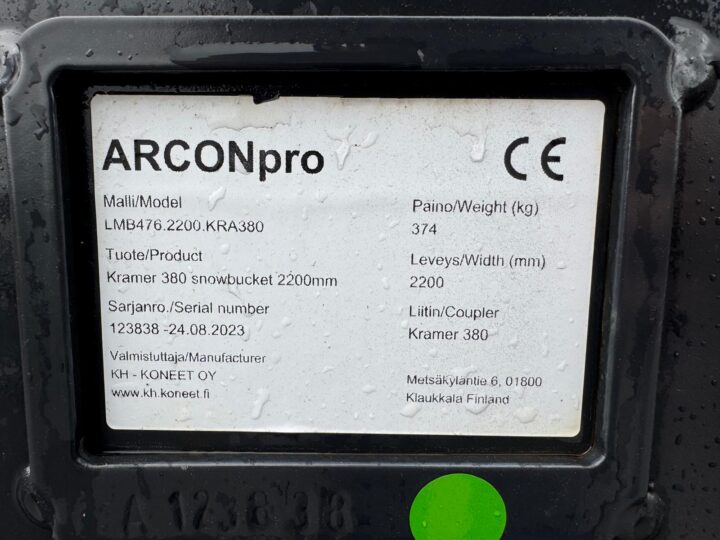 ARCONpro
CE
Malli/Model
LMB476.2200.KRA380
Paino/Weight (kg)
374
Tuote/Product
Kramer 380 snowbucket 2200mm
Leveys/Width (mm)
2200
Sarjanro./Serial number
123838 -24.08.2023
Liitin/Coupler
Kramer 380
Valmistuttaja/Manufacturer
KH - KONEET OY
www.kh.koneet.fi
Metsäkyläntie 6, 01800
Klaukkala Finland
A 123838